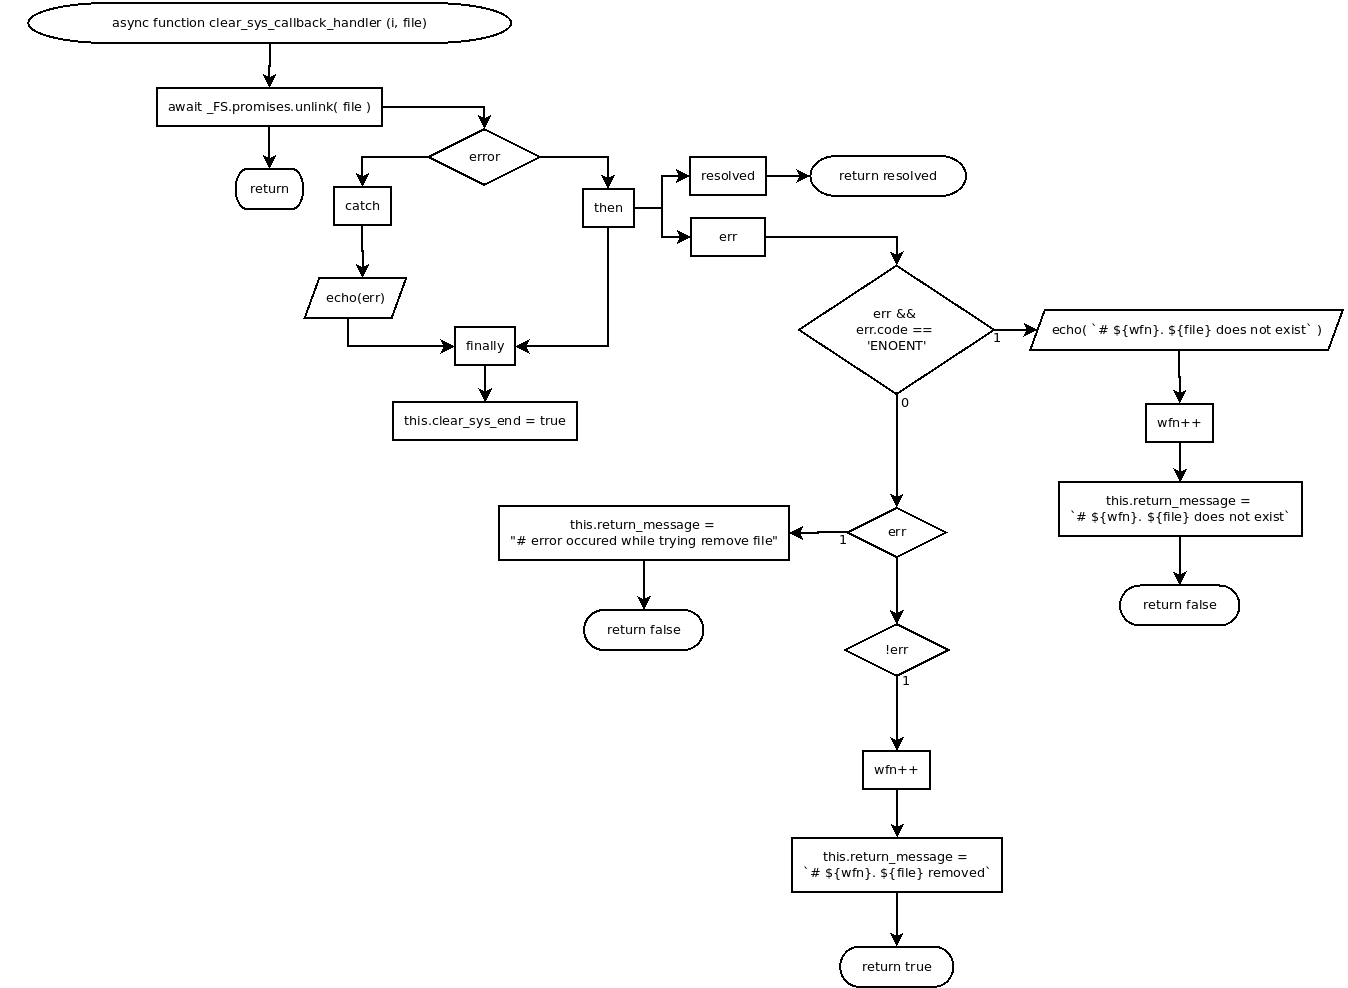 async function clear_sys_callback_handler (i, file)
await _FS.promises.unlink( file )
return
error
catch
echo(err)
then
finally
this.clear_sys_end = true
resolved
return resolved
err
err &&
err.code ==
'ENOENT'
1
0
echo( `# ${wfn}. ${file} does not exist` )
wfn++
this.return_message =
`# ${wfn}. ${file} does not exist`
return false
err
1
this.return_message =
"# error occured while trying remove file"
return false
!err
1
wfn++
this.return_message =
`# ${wfn}. ${file} removed`
return true